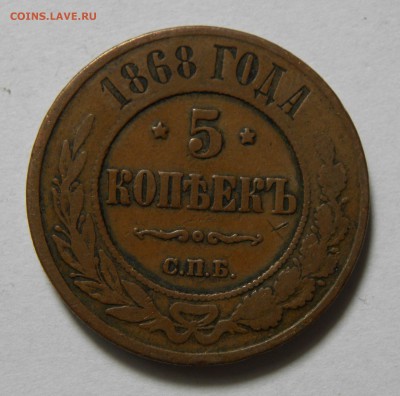 COINS.LAVE.RU
1868 ГОДА
5
КОПѢЕКЪ
С.П.Б.